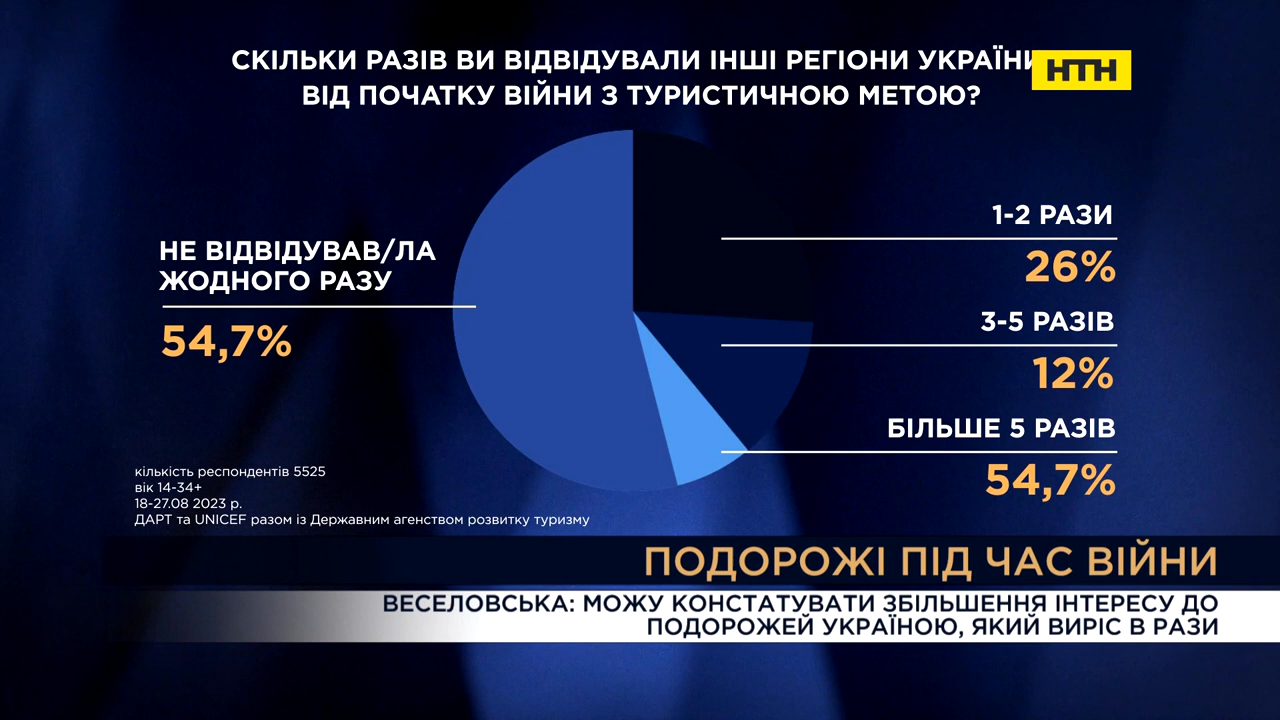 СКІЛЬКИ РАЗІВ ВИ ВІДВІДУВАЛИ ІНШІ РЕГІОНИ УКРАЇНИ
ВІД ПОЧАТКУ ВІЙНИ З ТУРИСТИЧНОЮ МЕТОЮ?
НТН
НЕ ВІДВІДУВАВ/ЛА
ЖОДНОГО РАЗУ
54,7%
1-2 РАЗИ
26%
3-5 РАЗІВ
12%
БІЛЬШЕ 5 РАЗІВ
54,7%
кількість респондентів 5525
вік 14-34+
18-27.08 2023 р.
ДАРТ та UNICEF разом із Державним агенством розвитку туризму
ПОДОРОЖІ ПІД ЧАС ВІЙНИ
ВЕСЕЛОВСЬКА: МОЖУ КОНСТАТУВАТИ ЗБІЛЬШЕННЯ ІНТЕРЕСУ ДО
ПОДОРОЖЕЙ УКРАЇНОЮ, ЯКИЙ ВИРІС В РАЗИ